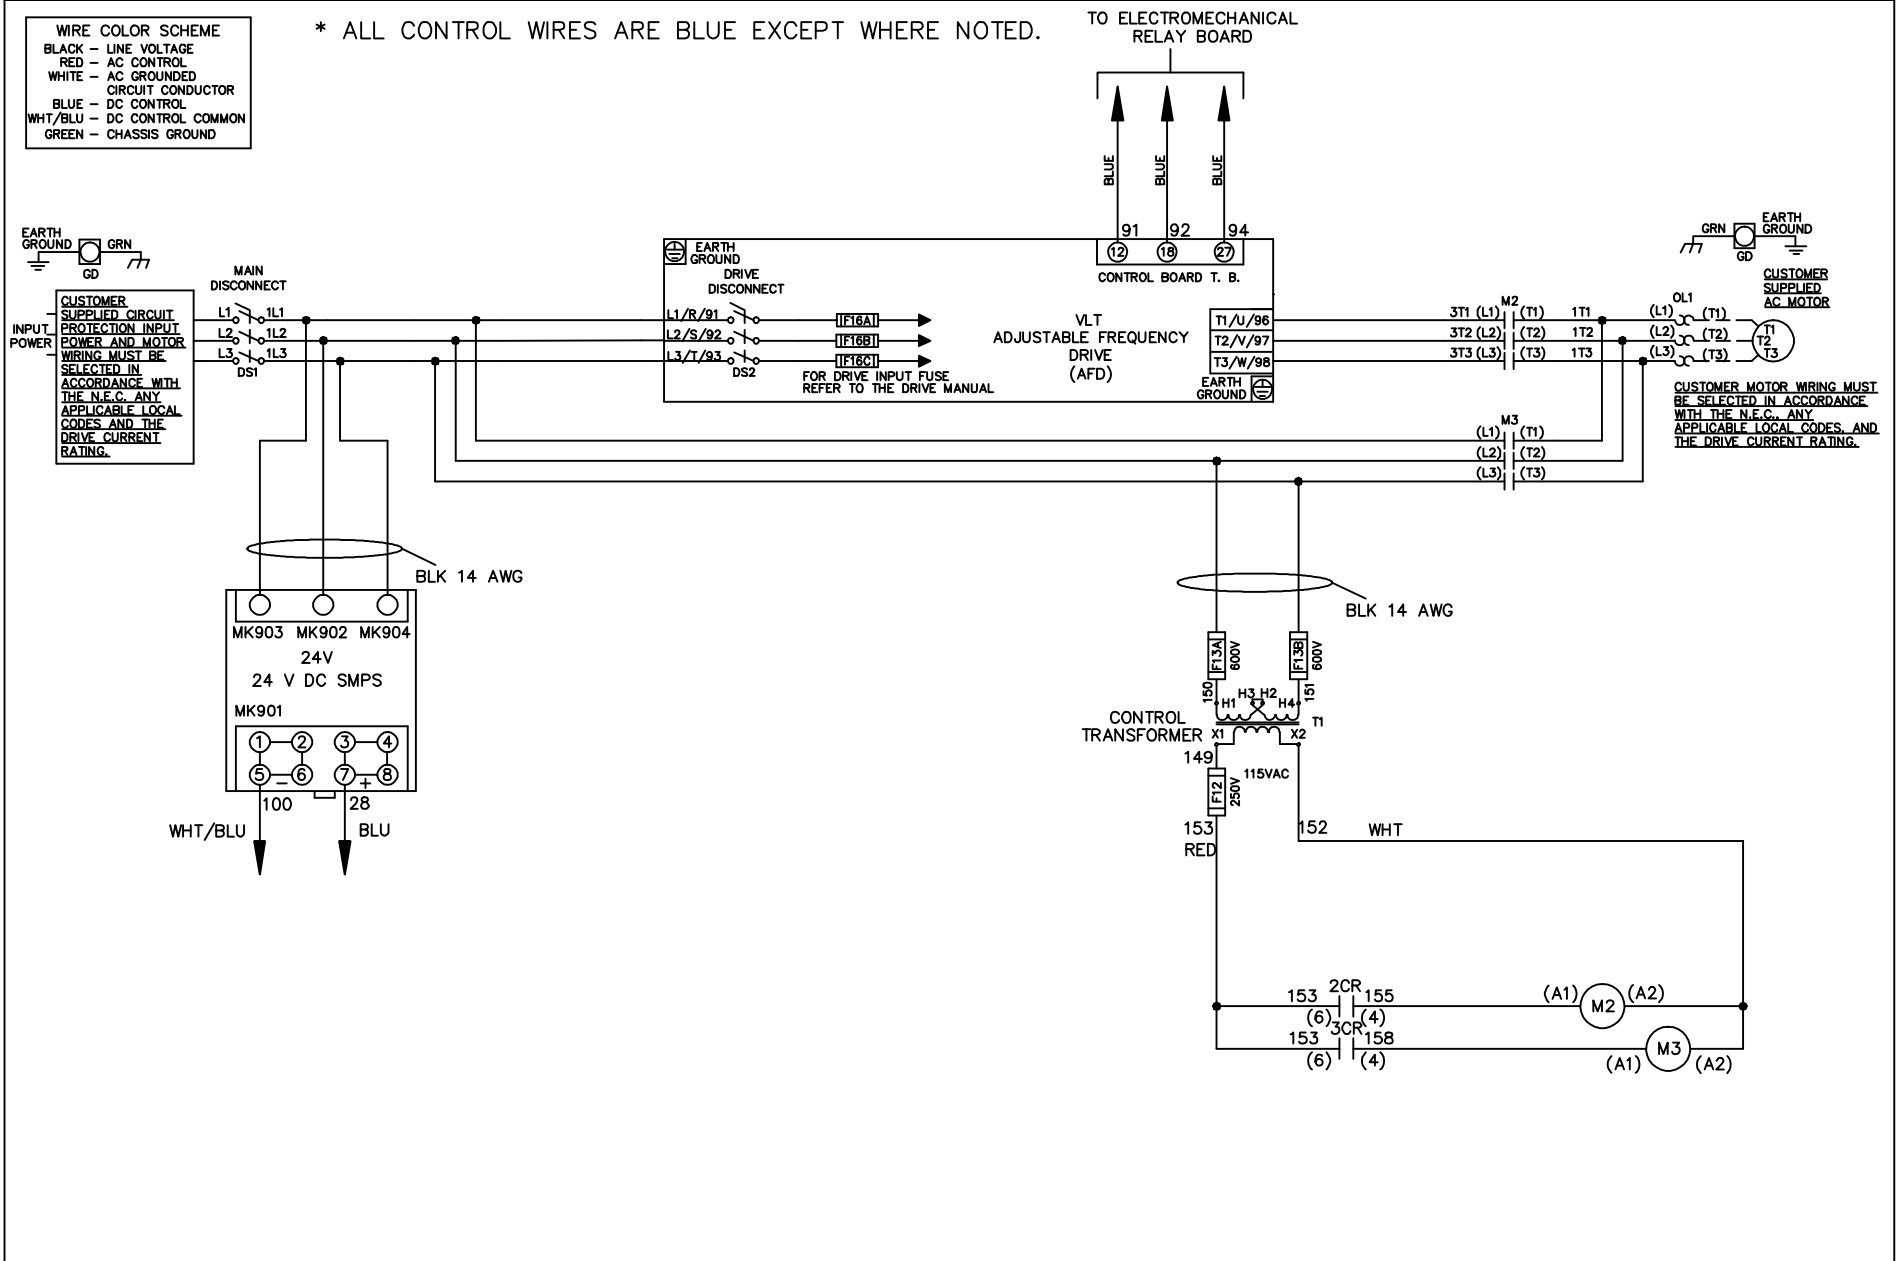 WIRE COLOR SCHEME
BLACK – LINE VOLTAGE
RED – AC CONTROL
WHITE – AC GROUNDED
CIRCUIT CONDUCTOR
BLUE – DC CONTROL
WHT/BLU – DC CONTROL COMMON
GREEN – CHASSIS GROUND
* ALL CONTROL WIRES ARE BLUE EXCEPT WHERE NOTED.
TO ELECTROMECHANICAL
RELAY BOARD
BLUE
BLUE
BLUE
91 92 94
12 18 27
CONTROL BOARD T. B.
EARTH
GROUND
GRN
GD
MAIN
DISCONNECT
CUSTOMER
SUPPLIED CIRCUIT
PROTECTION INPUT
POWER AND MOTOR
WIRING MUST BE
SELECTED IN
ACCORDANCE WITH
THE N.E.C. ANY
APPLICABLE LOCAL
CODES AND THE
DRIVE CURRENT
RATING.
INPUT
POWER
L1 1L1
L2 1L2
L3 1L3
DS1
EARTH
GROUND
DRIVE
DISCONNECT
L1/R/91
L2/S/92
L3/T/93
DS2
IF16A
IF16B
IF16C
FOR DRIVE INPUT FUSE
REFER TO THE DRIVE MANUAL
VLT
ADJUSTABLE FREQUENCY
DRIVE
(AFD)
T1/U/96
T2/V/97
T3/W/98
EARTH
GROUND
M2
3T1 (L1) (T1) 1T1
3T2 (L2) (T2) 1T2
3T3 (L3) (T3) 1T3
OL1
(L1) (T1)
(L2) (T2)
(L3) (T3)
T1
T2
T3
GRN
GD
EARTH
GROUND
CUSTOMER
SUPPLIED
AC MOTOR
CUSTOMER MOTOR WIRING MUST
BE SELECTED IN ACCORDANCE
WITH THE N.E.C., ANY
APPLICABLE LOCAL CODES, AND
THE DRIVE CURRENT RATING.
M3
(L1) (T1)
(L2) (T2)
(L3) (T3)
BLK 14 AWG
MK903 MK902 MK904
24V
24 V DC SMPS
MK901
1 2 3 4
5 6 7 8
– +
100 28
WHT/BLU BLU
BLK 14 AWG
F13A
600V
F13B
600V
150
151
H1 H3 H2 H4
T1
CONTROL
TRANSFORMER
X1 X2
149
115VAC
F12
250V
153
RED
152 WHT
2CR
153 155
(6) (4)
(A1) M2 (A2)
3CR
153 158
(6) (4)
(A1) M3 (A2)